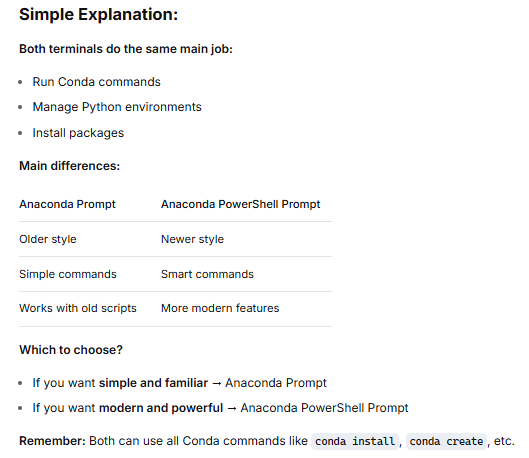 Simple Explanation:
Both terminals do the same main job:
• Run Conda commands
• Manage Python environments
• Install packages
Main differences:
Anaconda Prompt Anaconda PowerShell Prompt
Older style Newer style
Simple commands Smart commands
Works with old scripts More modern features
Which to choose?
• If you want simple and familiar → Anaconda Prompt
• If you want modern and powerful → Anaconda PowerShell Prompt
Remember: Both can use all Conda commands like conda install, conda create, etc.